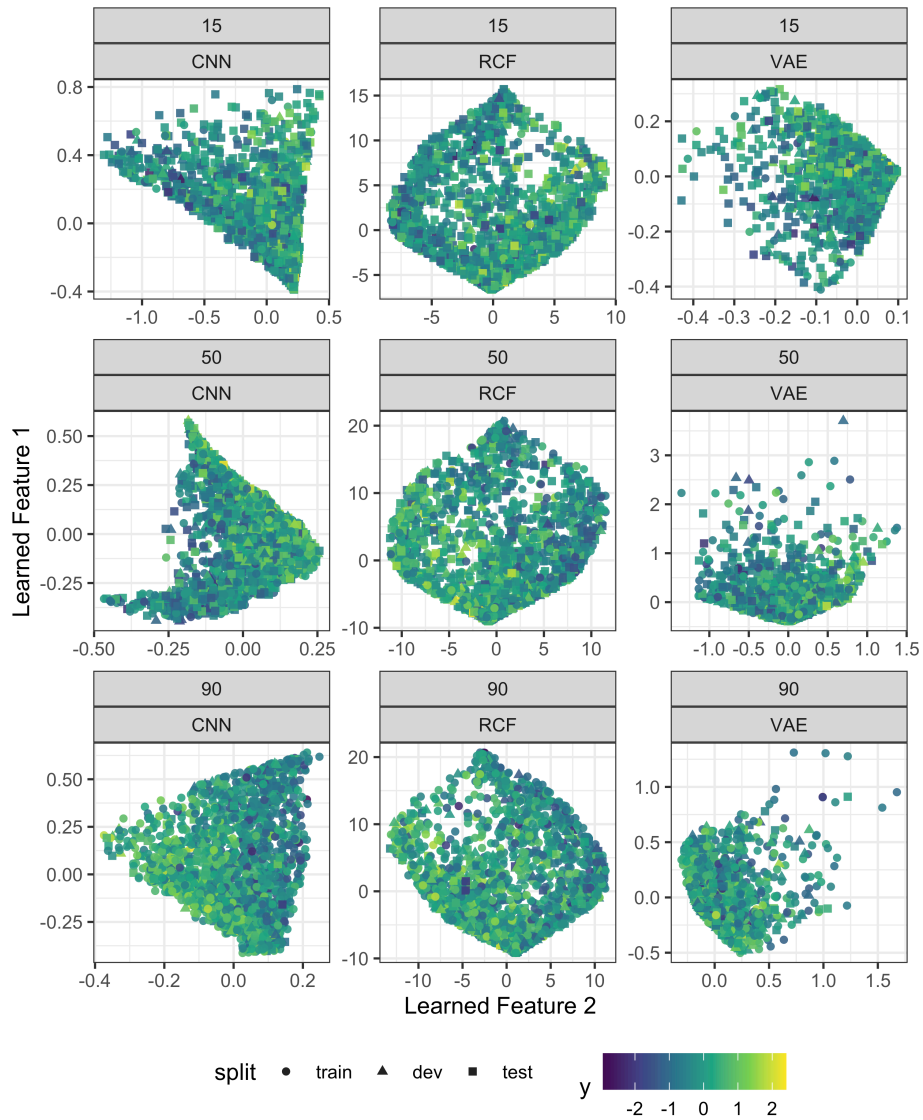 15 15 15
CNN RCF VAE
0.8
0.4
0.0
-0.4
-1.0 -0.5 0.0 0.5
15
10
5
0
-5
-5 0 5 10
0.2
0.0
-0.2
-0.4
-0.4 -0.3 -0.2 -0.1 0.0 0.1
50 50 50
CNN RCF VAE
0.50
0.25
0.00
-0.25
-0.50 -0.25 0.00 0.25
20
10
0
-10
-10 -5 0 5 10
3
2
1
0
-1.0 -0.5 0.0 0.5 1.0 1.5
Learned Feature 1
90 90 90
CNN RCF VAE
0.50
0.25
0.00
-0.25
-0.4 -0.2 0.0 0.2
20
10
0
-10
-10 -5 0 5 10
1.0
0.5
0.0
-0.5
0.0 0.5 1.0 1.5
Learned Feature 2
split train dev test
y
-2 -1 0 1 2